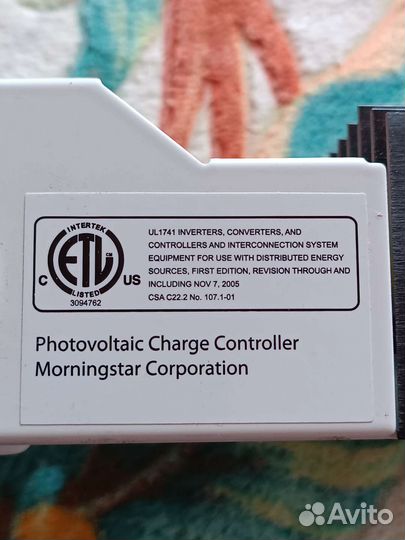 INTERTEK
ETL CM
C US
LISTED
3094762
UL1741 INVERTERS, CONVERTERS, AND
CONTROLLERS AND INTERCONNECTION SYSTEM
EQUIPMENT FOR USE WITH DISTRIBUTED ENERGY
SOURCES, FIRST EDITION, REVISION THROUGH AND
INCLUDING NOV 7, 2005
CSA C22.2 No. 107.1-01
Photovoltaic Charge Controller
Morningstar Corporation
Avito